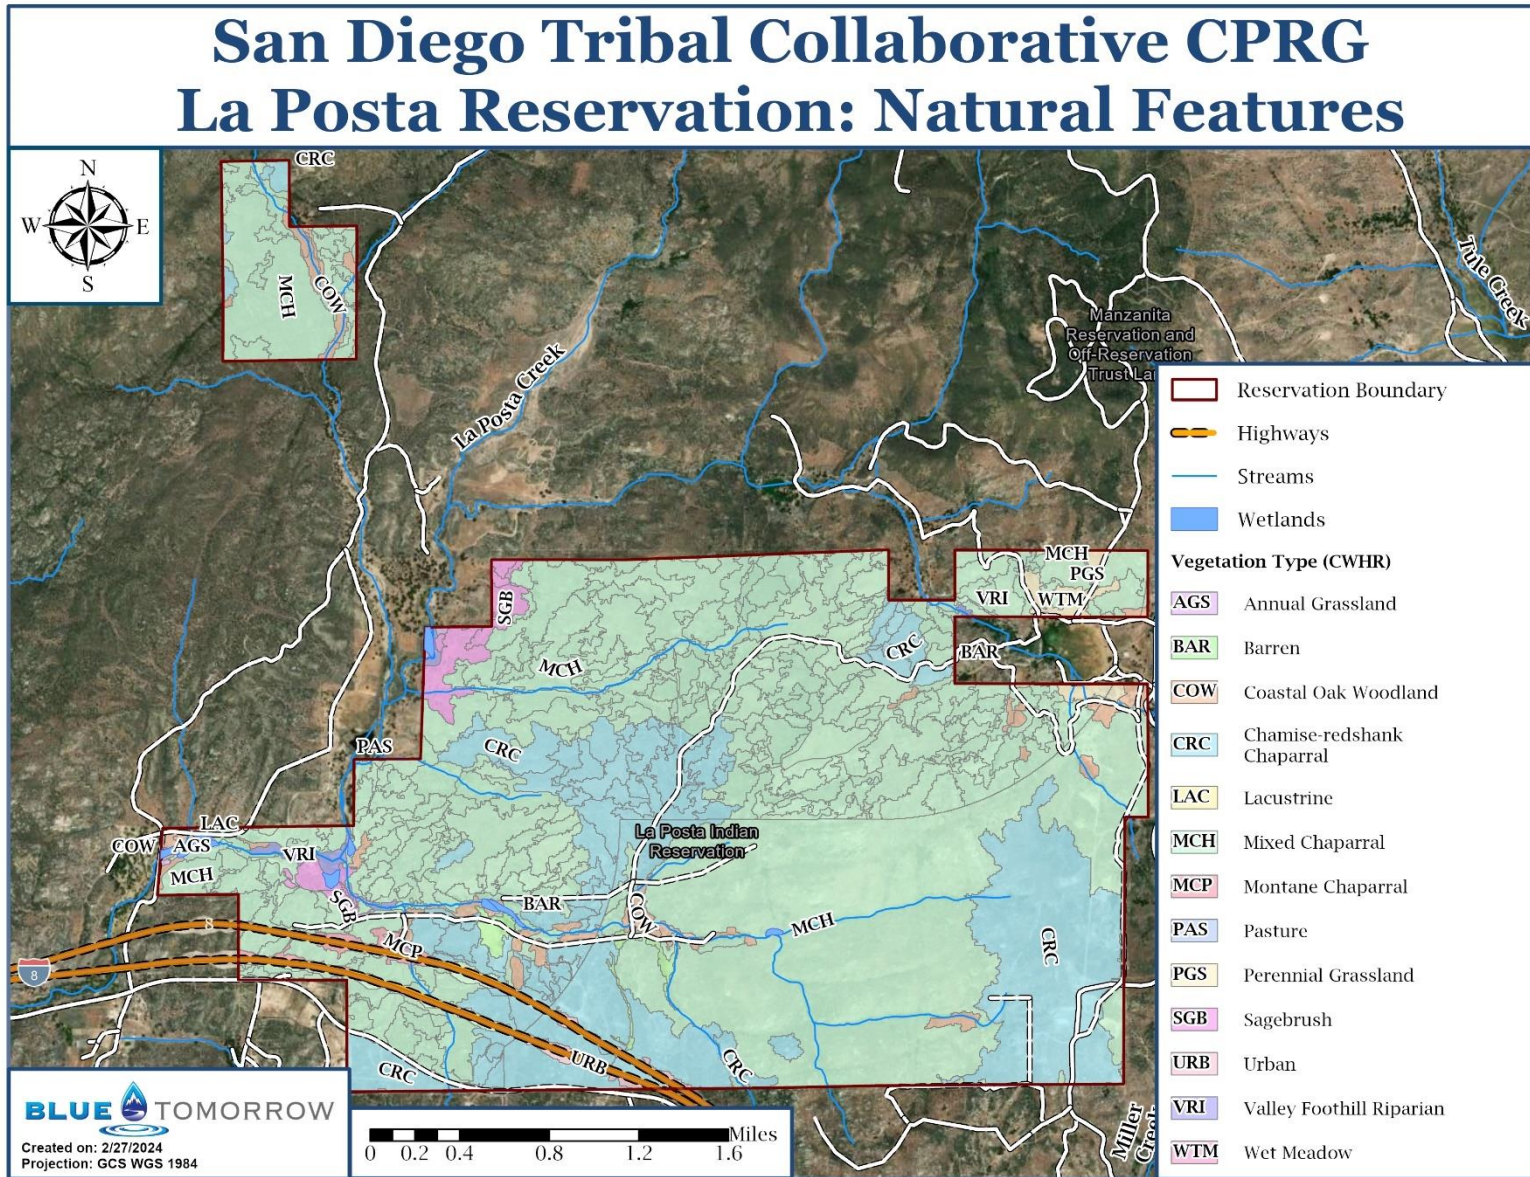 San Diego Tribal Collaborative CPRG
La Posta Reservation: Natural Features
N
W E
S
CRC
MCH
COW
La Posta Creek
Tule Creek
Manzanita
Reservation and
Off-Reservation
Trust Lan
MCH
PGS
VRI
WTM
SGB
CRC
BAR
MCH
PAS
CRC
La Posta Indian
Reservation
LAC
COW
AGS
VRI
MCH
SGB
BAR
COW
MCH
MCP
CRC
8
URB
CRC
CRC
Miller
Creek
Reservation Boundary
Highways
Streams
Wetlands
Vegetation Type (CWHR)
AGS Annual Grassland
BAR Barren
COW Coastal Oak Woodland
CRC Chamise-redshank
Chaparral
LAC Lacustrine
MCH Mixed Chaparral
MCP Montane Chaparral
PAS Pasture
PGS Perennial Grassland
SGB Sagebrush
URB Urban
VRI Valley Foothill Riparian
WTM Wet Meadow
BLUE TOMORROW
Created on: 2/27/2024
Projection: GCS WGS 1984
Miles
0 0.2 0.4 0.8 1.2 1.6